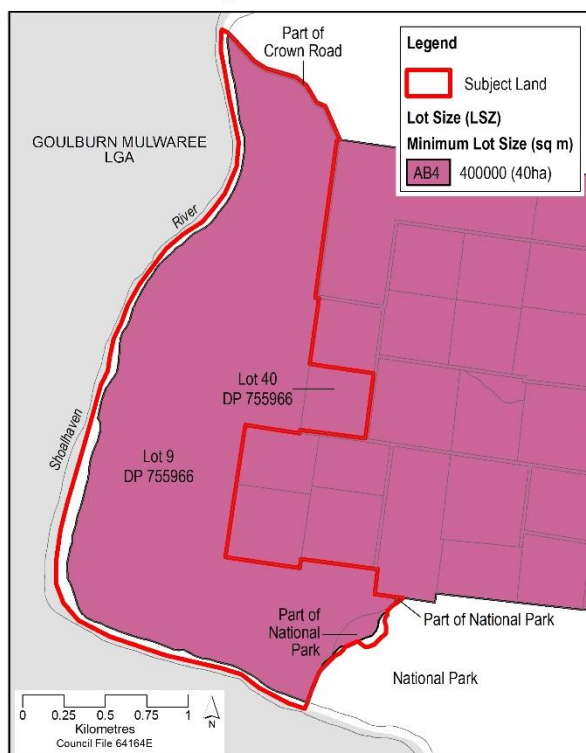 Part of
Crown Road
Legend
Subject Land
Lot Size (LSZ)
Minimum Lot Size (sq m)
AB4 400000 (40ha)
GOULBURN MULWAREE
LGA
River
Shoalhaven
Lot 40
DP 755966
Lot 9
DP 755966
Part of
National
Park
Part of National Park
National Park
0 0.25 0.5 0.75 1
Kilometres
N
Council File 64164E